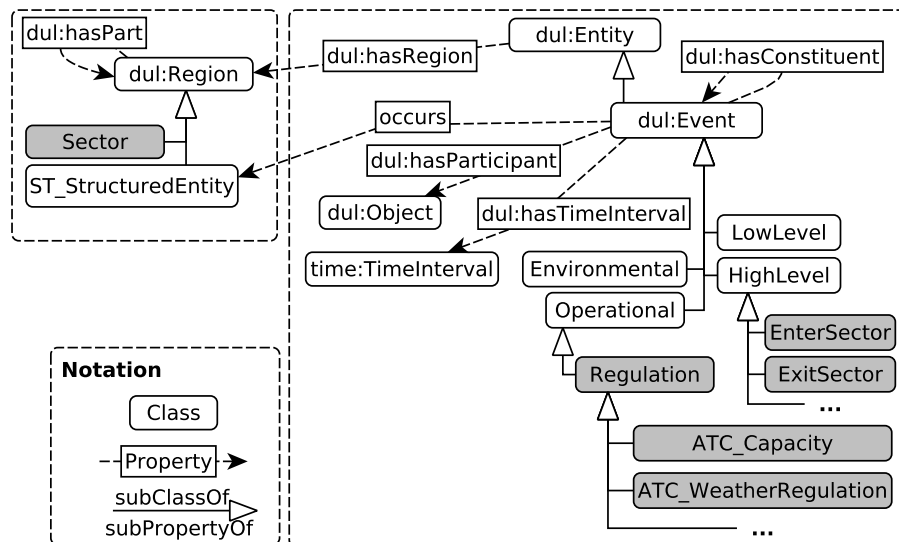 dul:hasPart
dul:Region
Sector
ST_StructuredEntity
dul:Entity
dul:hasRegion
dul:hasConstituent
occurs
dul:Event
dul:hasParticipant
dul:Object
dul:hasTimeInterval
time:TimeInterval
LowLevel
Environmental
HighLevel
Operational
EnterSector
ExitSector
...
Regulation
ATC_Capacity
ATC_WeatherRegulation
...
Notation
Class
Property
subClassOf
subPropertyOf